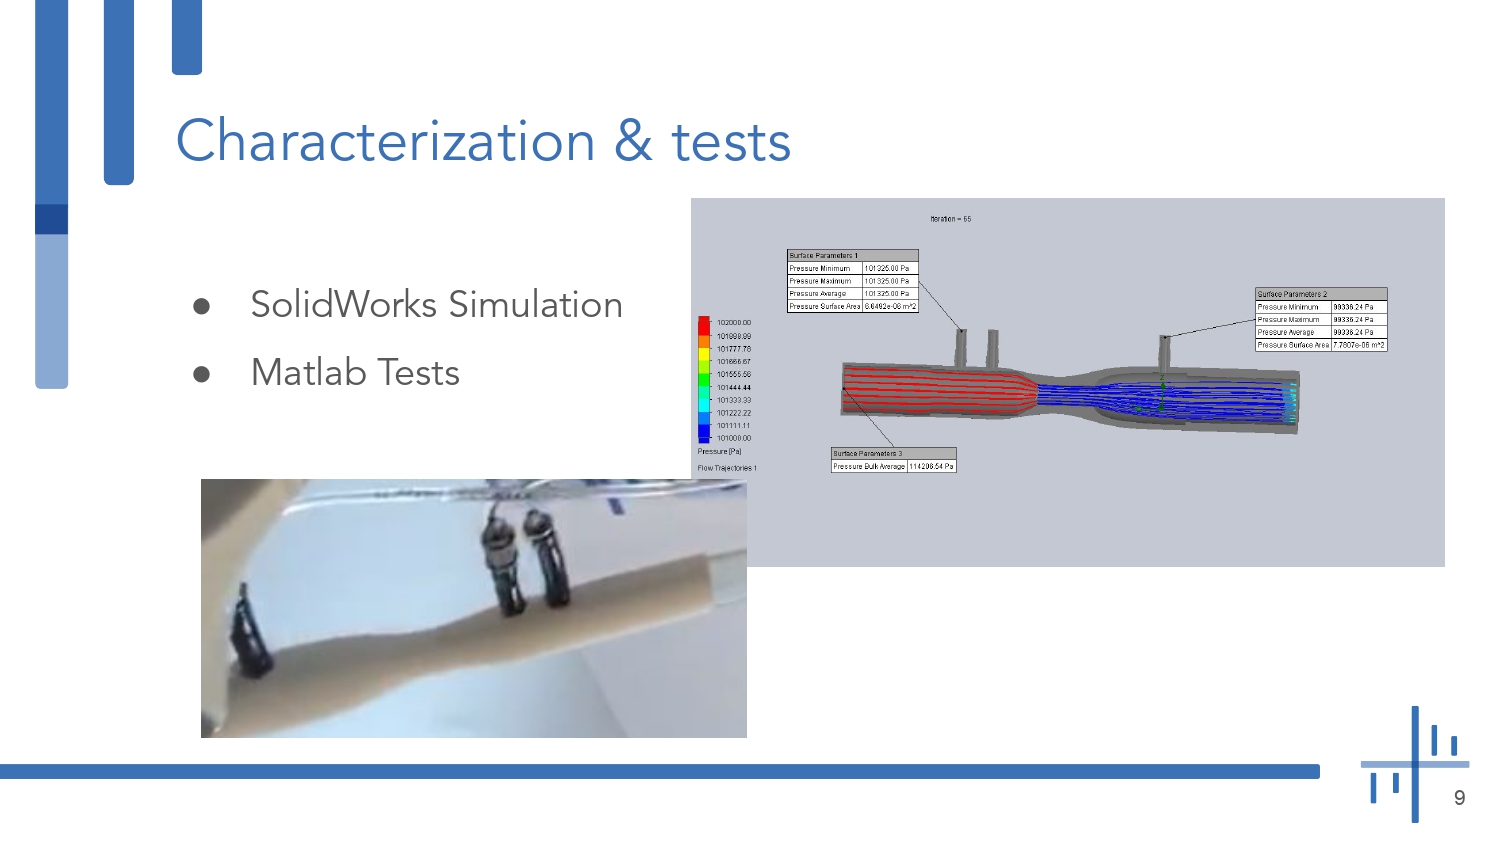 Characterization & tests
● SolidWorks Simulation
● Matlab Tests
Iteration = 65
Surface Parameters 1
Pressure Minimum 101325.00 Pa
Pressure Maximum 101325.00 Pa
Pressure Average 101325.00 Pa
Pressure Surface Area 6.6492e-06 m^2
Surface Parameters 2
Pressure Minimum 99336.24 Pa
Pressure Maximum 99336.24 Pa
Pressure Average 99336.24 Pa
Pressure Surface Area 7.7807e-06 m^2
102000.00
101888.89
101777.78
101666.67
101555.56
101444.44
101333.33
101222.22
101111.11
101000.00
Pressure [Pa]
Flow Trajectories 1
Surface Parameters 3
Pressure Bulk Average 114206.54 Pa
9